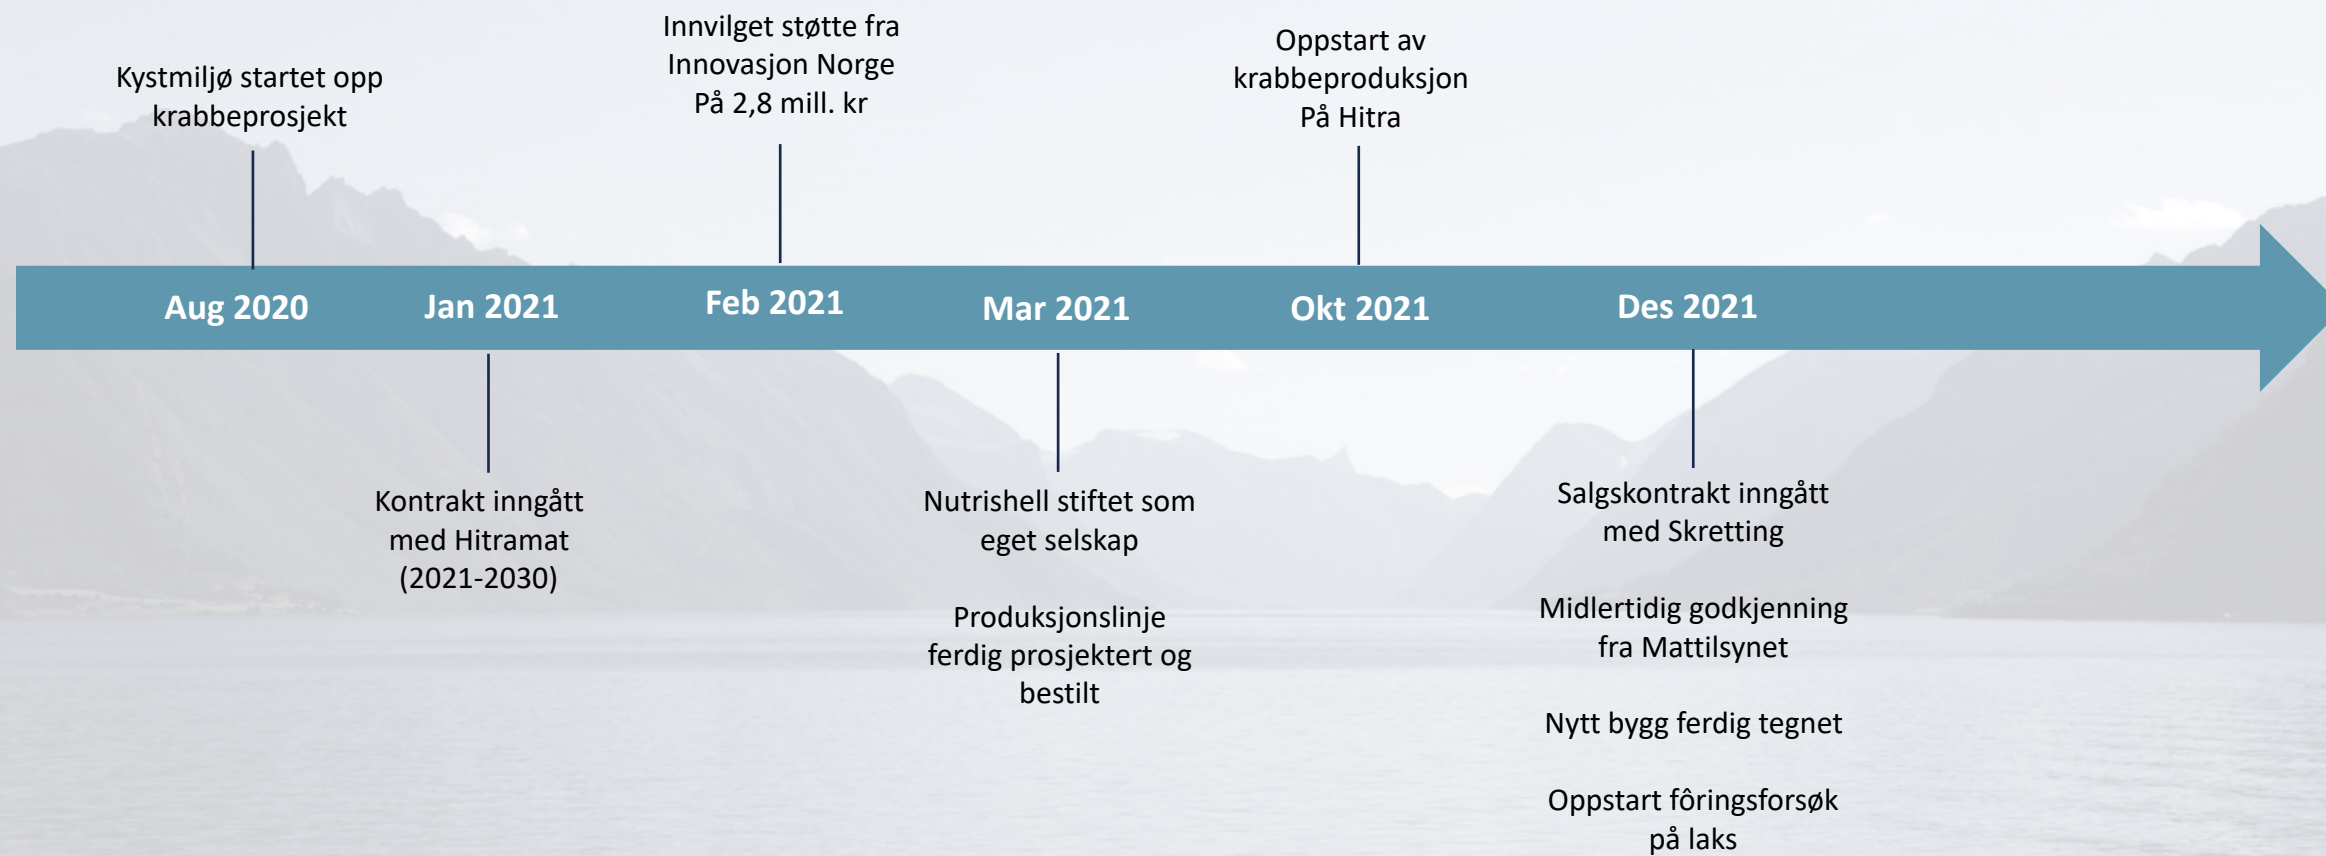 Kystmiljø startet opp
krabbeprosjekt
Innvilget støtte fra
Innovasjon Norge
På 2,8 mill. kr
Oppstart av
krabbeproduksjon
På Hitra
Aug 2020
Jan 2021
Feb 2021
Mar 2021
Okt 2021
Des 2021
Kontrakt inngått
med Hitramat
(2021-2030)
Nutrishell stiftet som
eget selskap
Produksjonslinje
ferdig prosjektert og
bestilt
Salgskontrakt inngått
med Skretting
Midlertidig godkjenning
fra Mattilsynet
Nytt bygg ferdig tegnet
Oppstart fôringsforsøk
på laks